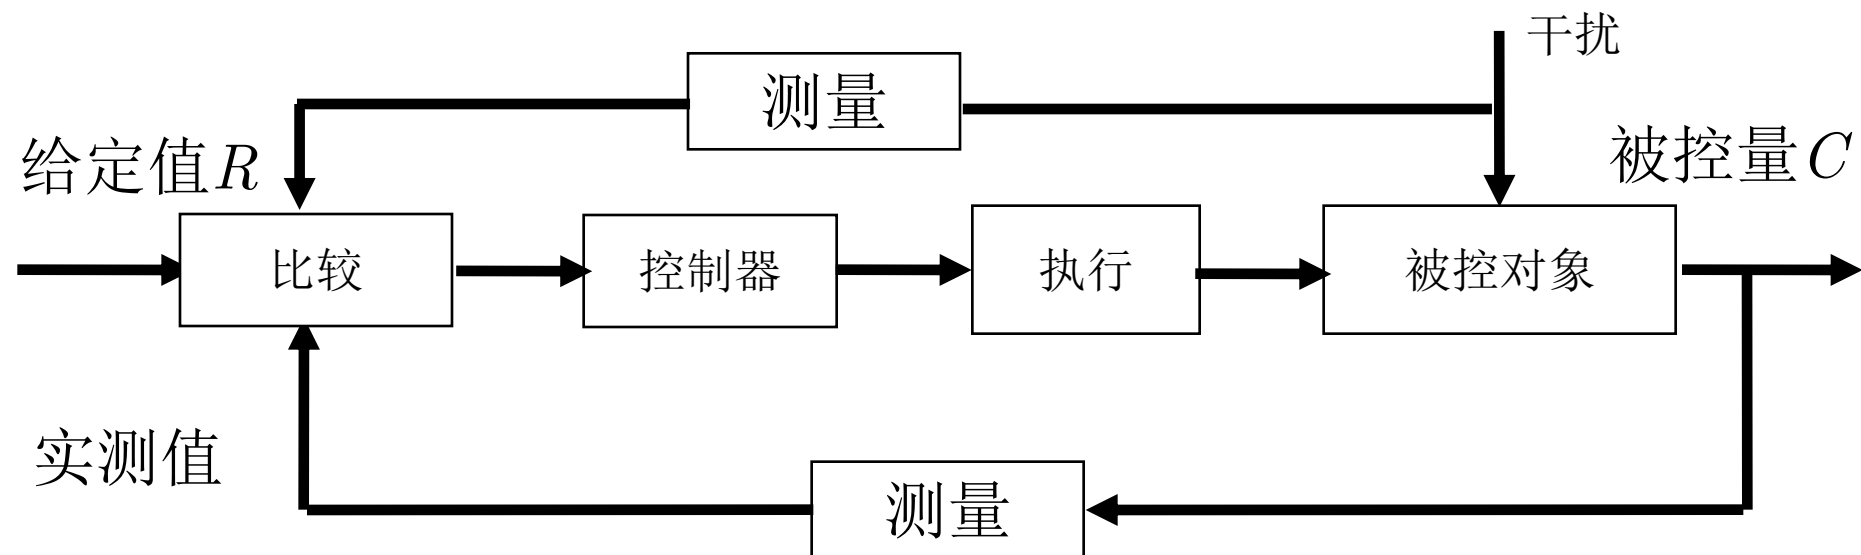 干扰
测量
给定值R
被控量C
比较
控制器
执行
被控对象
实测值
测量